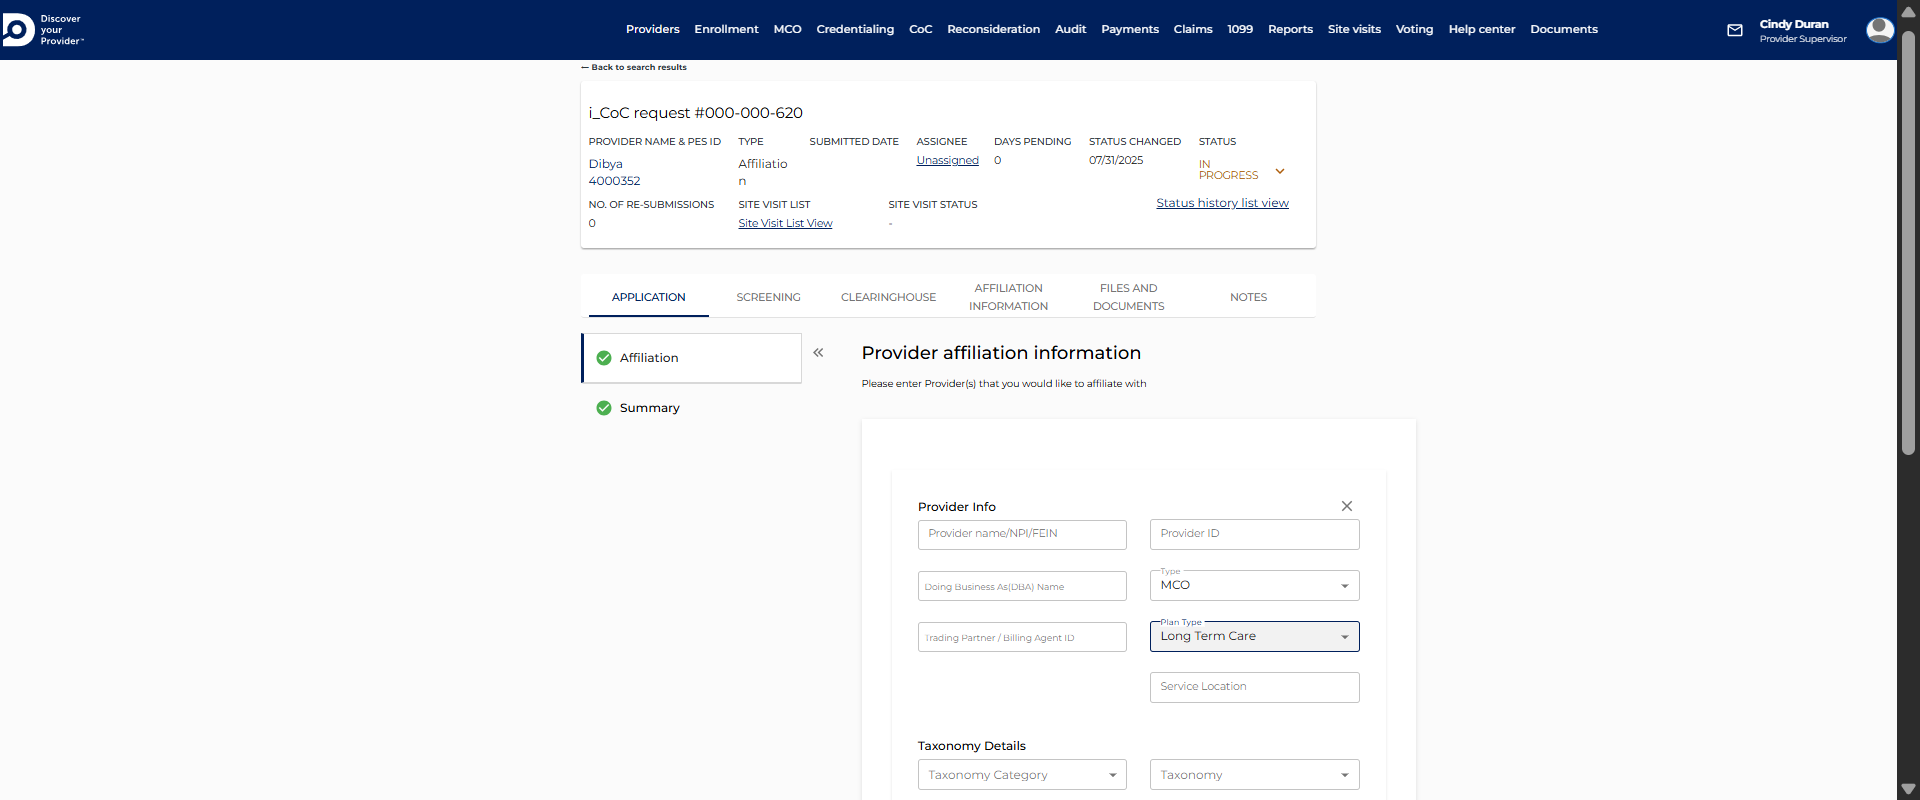 Discover
your
Provider™
Providers Enrollment MCO Credentialing CoC Reconsideration Audit Payments Claims 1099 Reports Site visits Voting Help center Documents
Cindy Duran
Provider Supervisor
← Back to search results
i_CoC request #000-000-620
PROVIDER NAME & PES ID TYPE SUBMITTED DATE ASSIGNEE DAYS PENDING STATUS CHANGED STATUS
Dibya
4000352
Affiliatio
n
Unassigned
0
07/31/2025
IN
PROGRESS
NO. OF RE-SUBMISSIONS SITE VISIT LIST SITE VISIT STATUS
Status history list view
0 Site Visit List View -
APPLICATION SCREENING CLEARINGHOUSE
AFFILIATION
INFORMATION
FILES AND
DOCUMENTS
NOTES
Affiliation
Summary
Provider affiliation information
Please enter Provider(s) that you would like to affiliate with
Provider Info
Provider name/NPI/FEIN
Provider ID
Doing Business As(DBA) Name
Type
MCO
Trading Partner / Billing Agent ID
Plan Type
Long Term Care
Service Location
Taxonomy Details
Taxonomy Category
Taxonomy